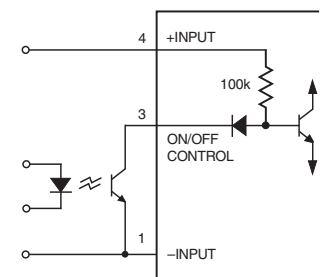 4 +INPUT
100k
3
ON/OFF
CONTROL
1
–INPUT